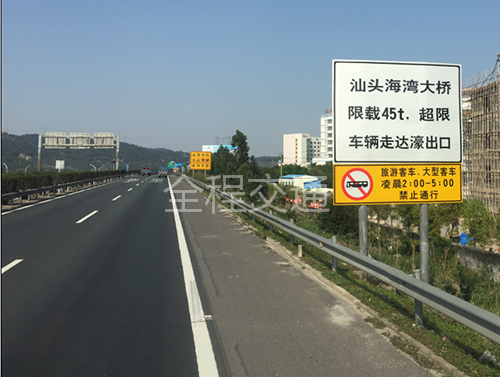 汕头海湾大桥
限载45t，超限
车辆走达濠出口
旅游客车、大型客车
凌晨2:00-5:00
禁止通行
全程交通